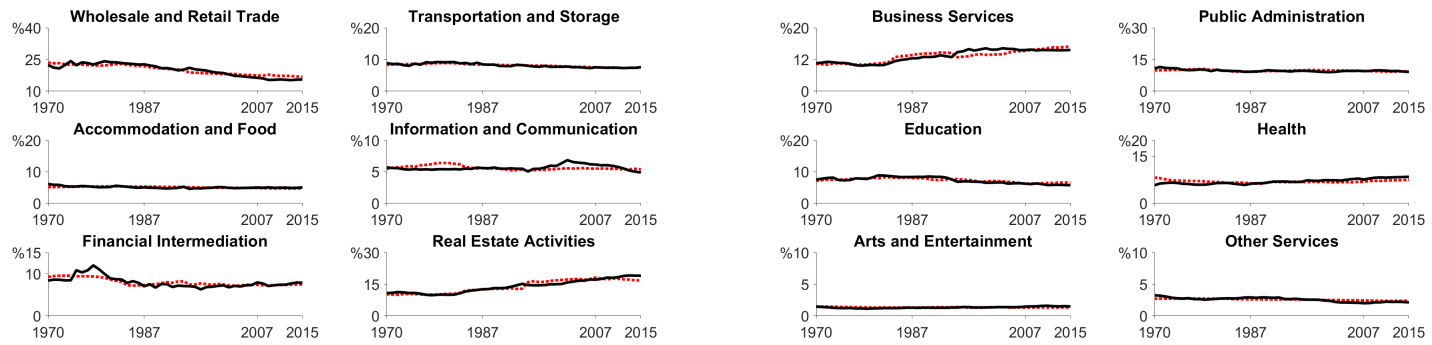 Wholesale and Retail Trade
%40
25
10
1970 1987 2007 2015
Transportation and Storage
%20
10
0
1970 1987 2007 2015
Business Services
%20
12
0
1970 1987 2007 2015
Public Administration
%30
15
0
1970 1987 2007 2015
Accommodation and Food
%20
10
0
1970 1987 2007 2015
Information and Communication
%10
5
0
1970 1987 2007 2015
Education
%20
10
0
1970 1987 2007 2015
Health
%20
15
0
1970 1987 2007 2015
Financial Intermediation
%15
10
0
1970 1987 2007 2015
Real Estate Activities
%30
15
0
1970 1987 2007 2015
Arts and Entertainment
%10
5
0
1970 1987 2007 2015
Other Services
%10
5
0
1970 1987 2007 2015